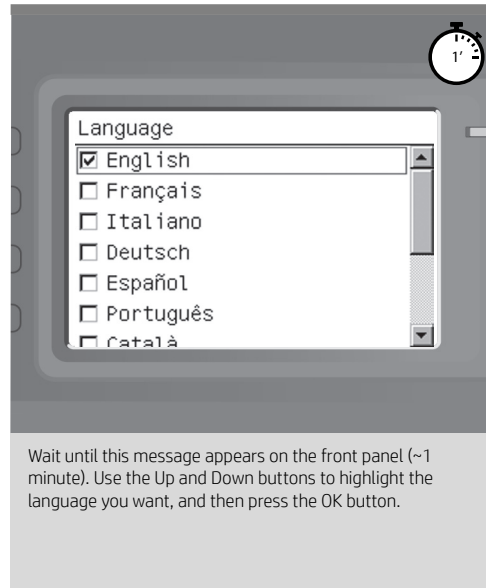 1′
Language
English
Français
Italiano
Deutsch
Español
Português
Català
Wait until this message appears on the front panel (~1
minute). Use the Up and Down buttons to highlight the
language you want, and then press the OK button.